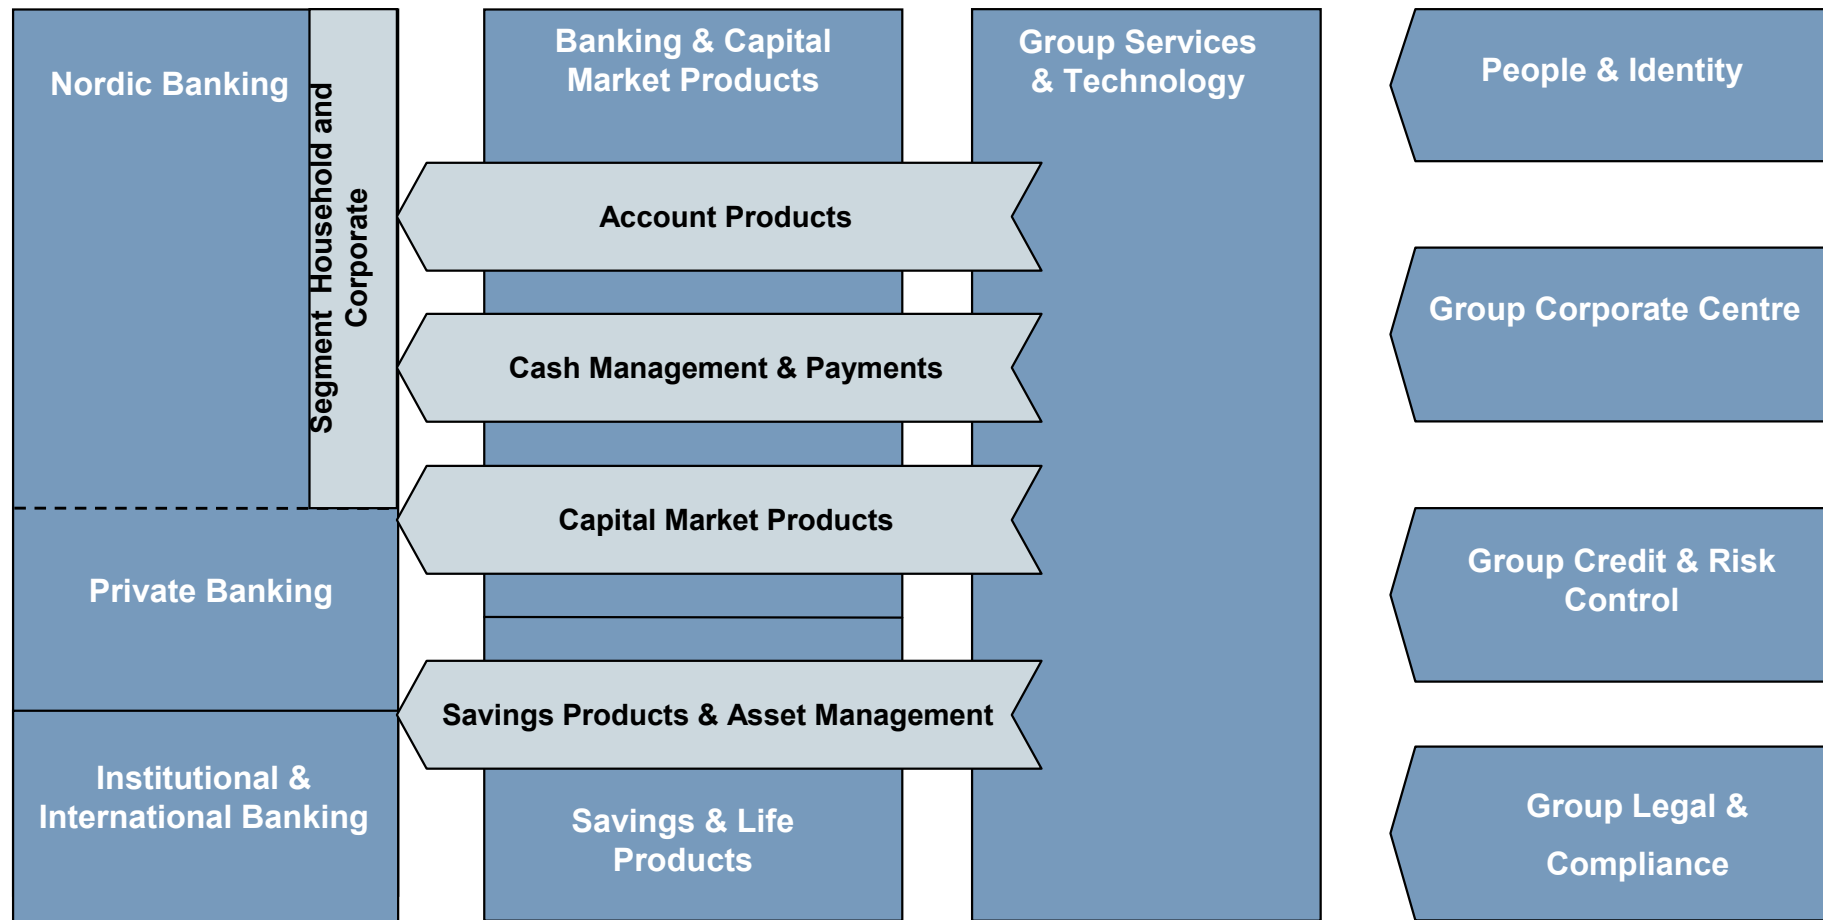 Nordic Banking
Segment Household and
Corporate
Private Banking
Institutional &
International Banking
Banking & Capital
Market Products
Account Products
Cash Management & Payments
Capital Market Products
Savings Products & Asset Management
Savings & Life
Products
Group Services
& Technology
People & Identity
Group Corporate Centre
Group Credit & Risk
Control
Group Legal &
Compliance